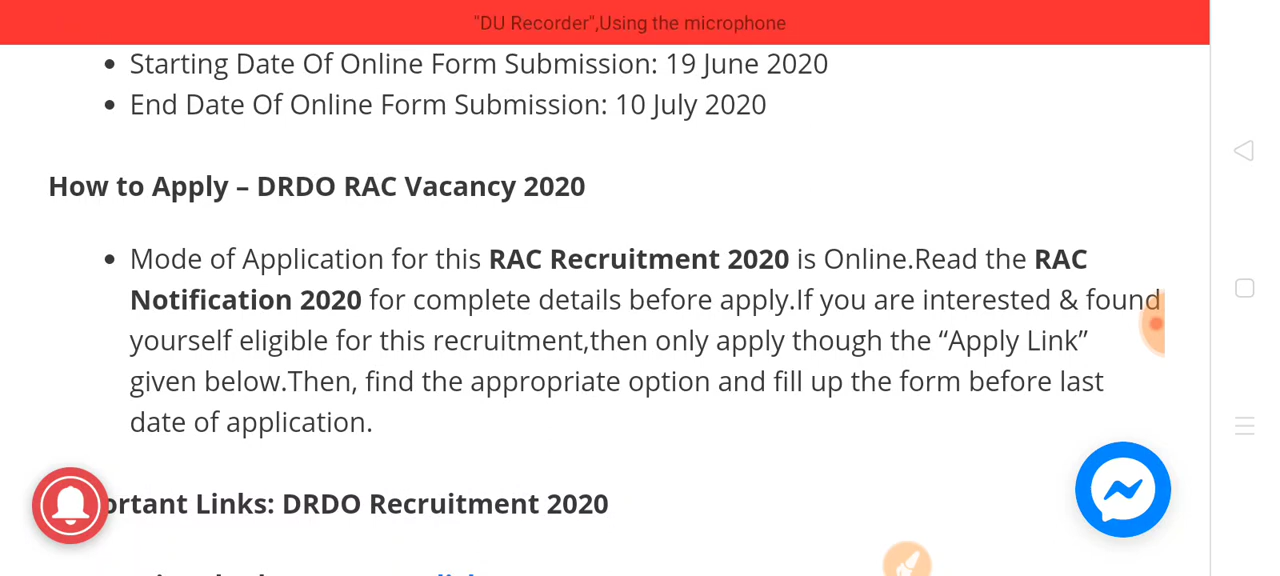 "DU Recorder",Using the microphone
Starting Date Of Online Form Submission: 19 June 2020
End Date Of Online Form Submission: 10 July 2020
How to Apply – DRDO RAC Vacancy 2020
Mode of Application for this RAC Recruitment 2020 is Online.Read the RAC
Notification 2020 for complete details before apply.If you are interested & found
yourself eligible for this recruitment,then only apply though the “Apply Link”
given below.Then, find the appropriate option and fill up the form before last
date of application.
ortant Links: DRDO Recruitment 2020